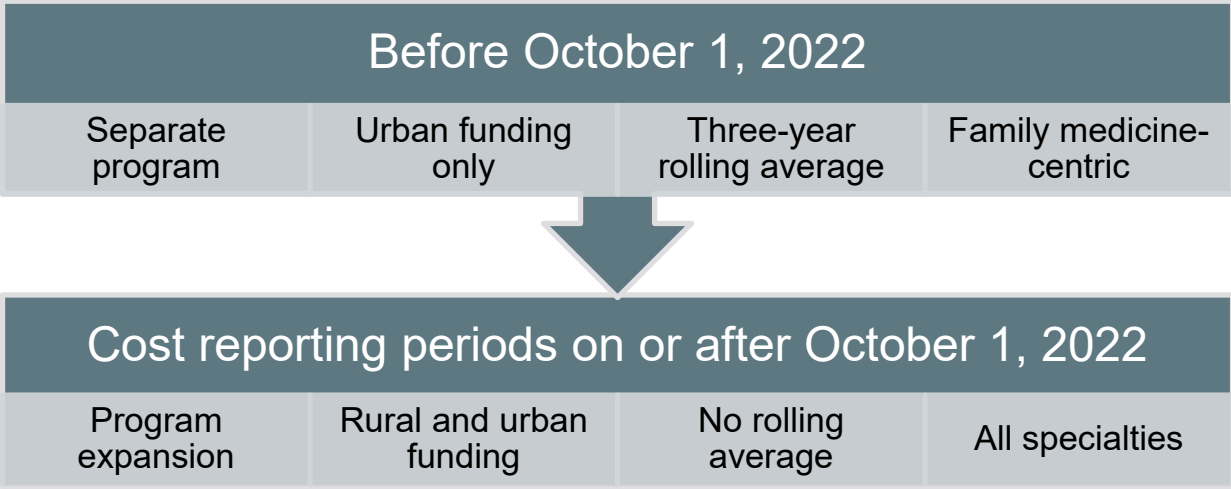 Before October 1, 2022
Separate
program
Urban funding
only
Three-year
rolling average
Family medicine-
centric
Cost reporting periods on or after October 1, 2022
Program
expansion
Rural and urban
funding
No rolling
average
All specialties